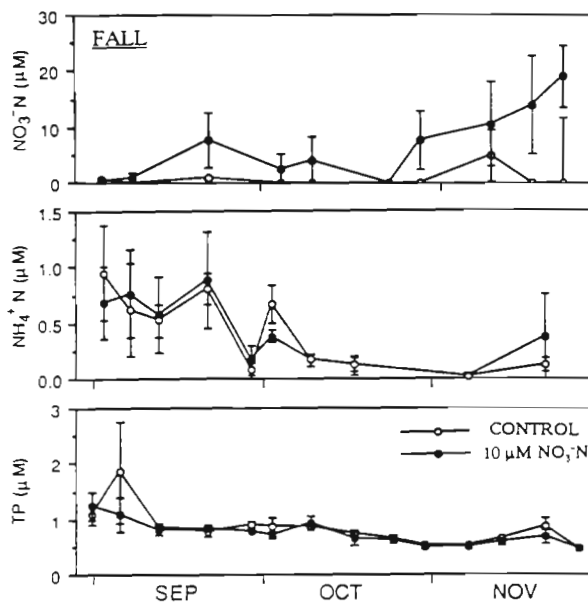 FALL
NO₃⁻N (μM)
30
20
10
0
NH₄⁺ N (μM)
1.5
1.0
0.5
0.0
TP (μM)
3
2
1
0
CONTROL
10 μM NO₃⁻N
SEP OCT NOV